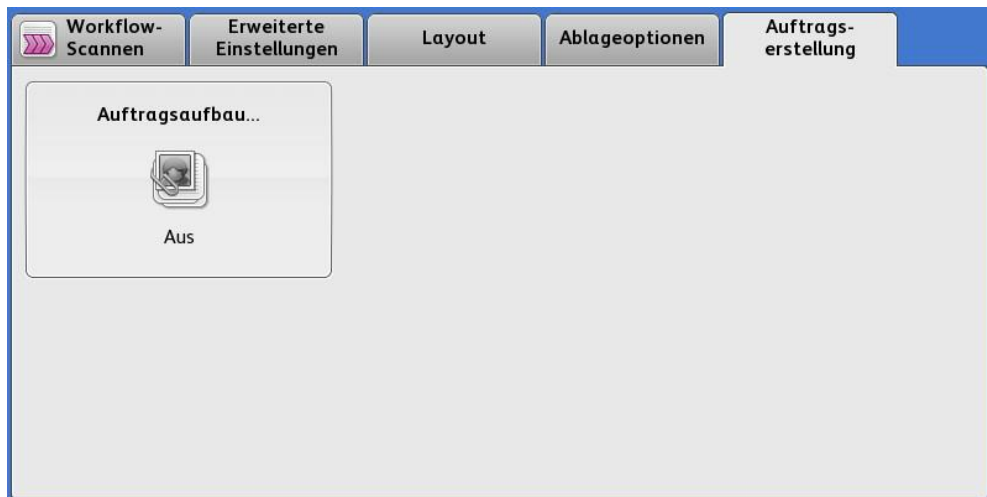 Workflow-
Scannen
Erweiterte
Einstellungen
Layout
Ablageoptionen
Auftrags-
erstellung
Auftragsaufbau...
Aus